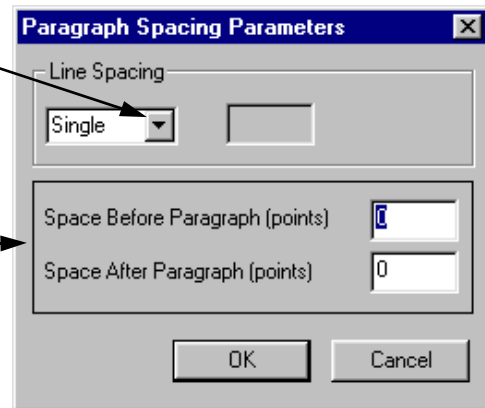 Paragraph Spacing Parameters
Line Spacing
Single
Space Before Paragraph (points) 0
Space After Paragraph (points) 0
OK Cancel